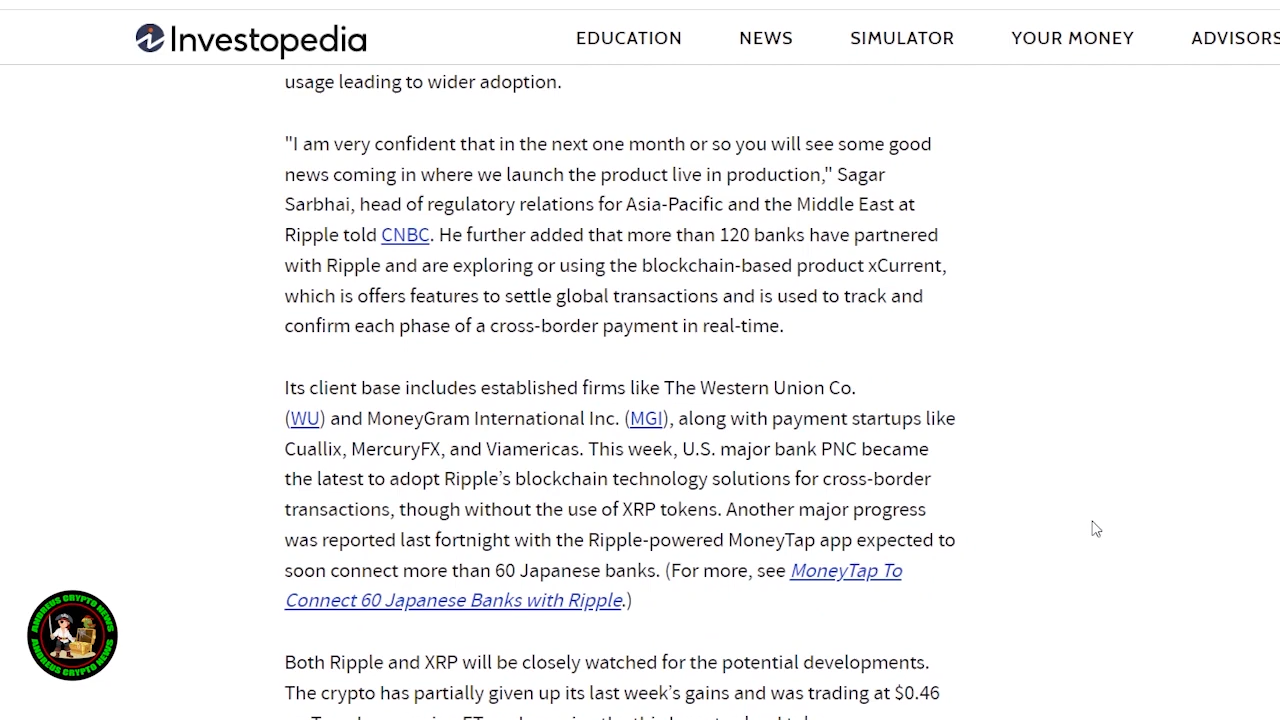 Investopedia
EDUCATION NEWS SIMULATOR YOUR MONEY ADVISORS
usage leading to wider adoption.
"I am very confident that in the next one month or so you will see some good
news coming in where we launch the product live in production," Sagar
Sarbhai, head of regulatory relations for Asia-Pacific and the Middle East at
Ripple told CNBC. He further added that more than 120 banks have partnered
with Ripple and are exploring or using the blockchain-based product xCurrent,
which is offers features to settle global transactions and is used to track and
confirm each phase of a cross-border payment in real-time.
Its client base includes established firms like The Western Union Co.
(WU) and MoneyGram International Inc. (MGI), along with payment startups like
Cuallix, MercuryFX, and Viamericas. This week, U.S. major bank PNC became
the latest to adopt Ripple’s blockchain technology solutions for cross-border
transactions, though without the use of XRP tokens. Another major progress
was reported last fortnight with the Ripple-powered MoneyTap app expected to
soon connect more than 60 Japanese banks. (For more, see MoneyTap To
Connect 60 Japanese Banks with Ripple.)
ANDREUS CRYPTO NEWS
ANDREUS CRYPTO NEWS
Both Ripple and XRP will be closely watched for the potential developments.
The crypto has partially given up its last week’s gains and was trading at $0.46